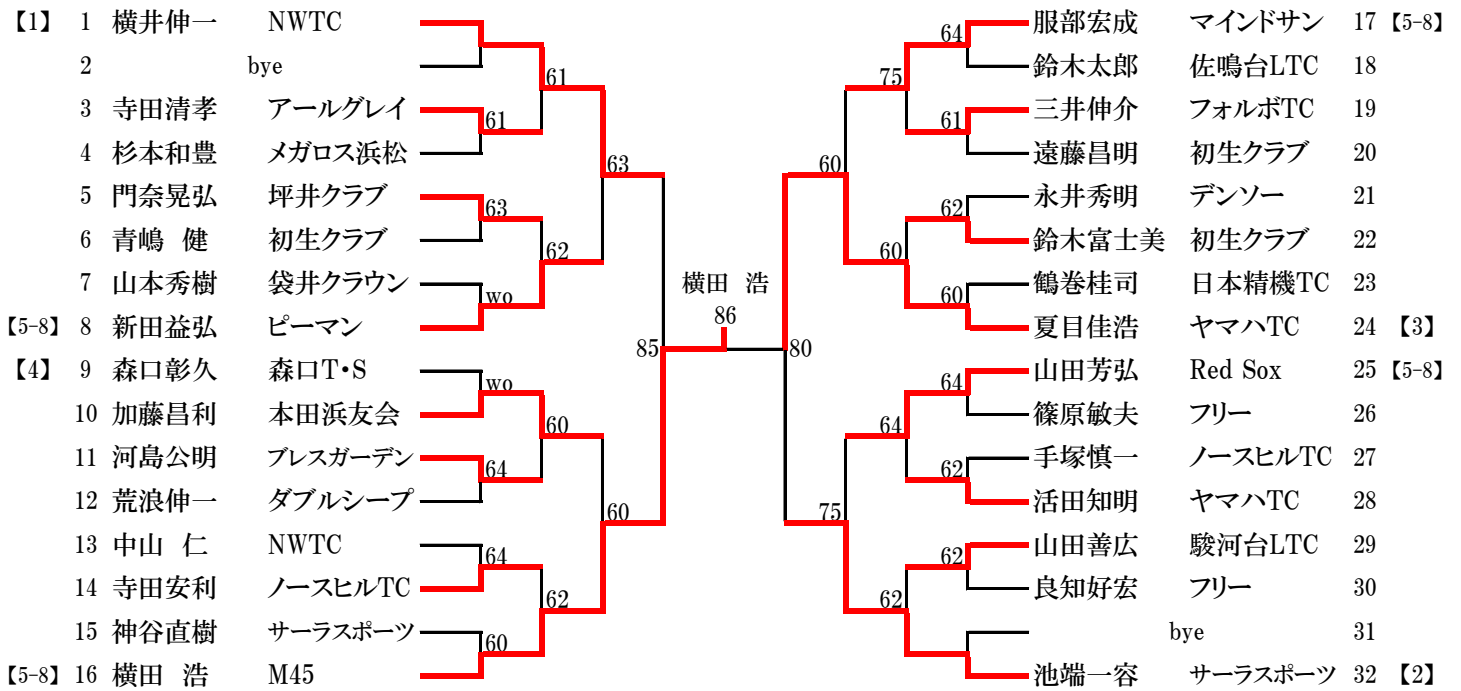 【1】 1 横井伸一 NWTC
2 bye
61
3 寺田清孝 アールグレイ
61
4 杉本和豊 メガロス浜松
63
5 門奈晃弘 坪井クラブ
63
6 青嶋 健 初生クラブ
62
7 山本秀樹 袋井クラウン
wo
【5-8】 8 新田益弘 ピーマン
85
【4】 9 森口彰久 森口T・S
wo
10 加藤昌利 本田浜友会
60
11 河島公明 ブレスガーデン
64
12 荒浪伸一 ダブルシープ
60
13 中山 仁 NWTC
64
14 寺田安利 ノースヒルTC
62
15 神谷直樹 サーラスポーツ
60
【5-8】 16 横田 浩 M45
横田 浩
86
服部宏成 マインドサン 17 【5-8】
64
鈴木太郎 佐鳴台LTC 18
75
三井伸介 フォルボTC 19
61
遠藤昌明 初生クラブ 20
60
永井秀明 デンソー 21
62
鈴木富士美 初生クラブ 22
60
鶴巻桂司 日本精機TC 23
60
夏目佳浩 ヤマハTC 24 【3】
80
山田芳弘 Red Sox 25 【5-8】
64
篠原敏夫 フリー 26
64
手塚慎一 ノースヒルTC 27
62
活田知明 ヤマハTC 28
75
山田善広 駿河台LTC 29
62
良知好宏 フリー 30
62
bye 31
池端一容 サーラスポーツ 32 【2】